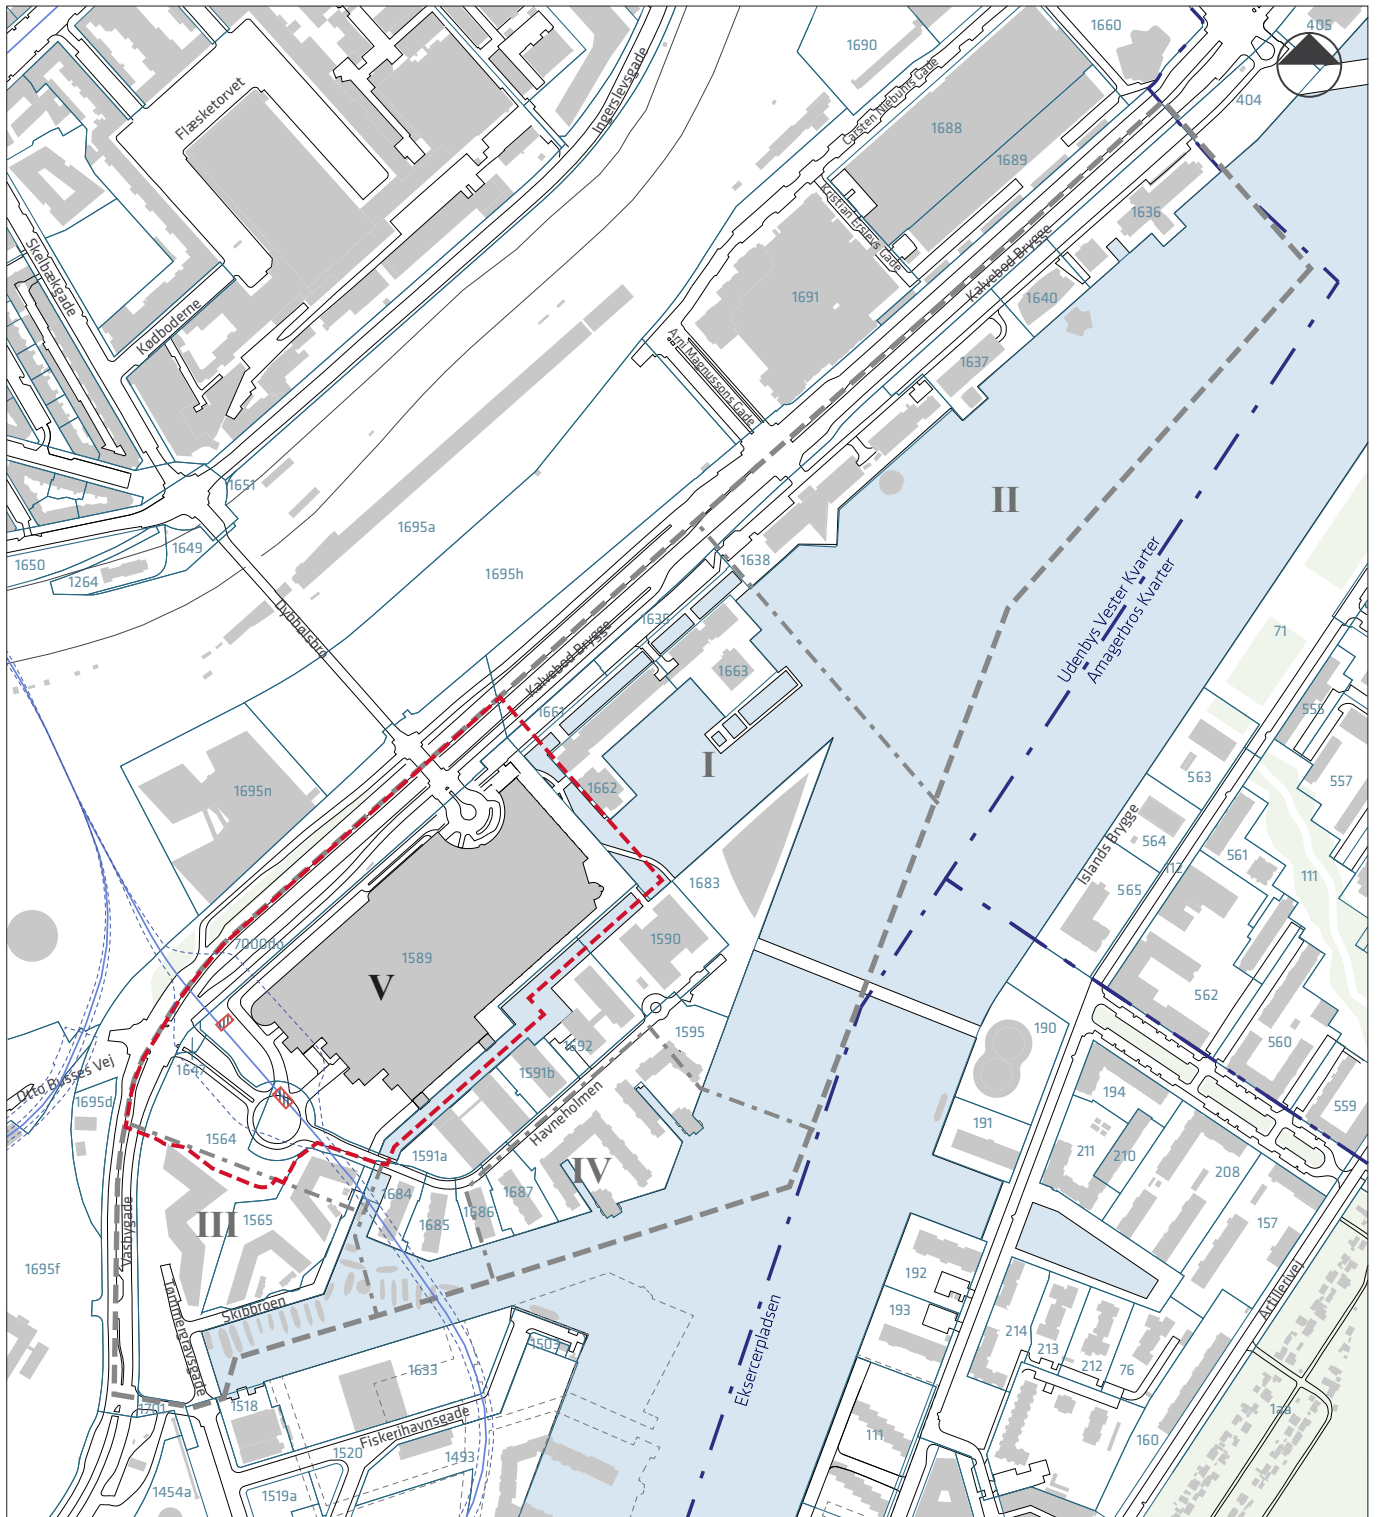 405
1660
1690
404
Carsten Niebuhrs Gade
Ingerslevsgade
Flæsketorvet
1688
1689
Kristian Erslevs Gade
1636
Skelbækgade
Kødboderne
Kalvebod Brygge
1691
1640
Arni Magnussons Gade
1637
1651
1695a
II
1649
1650
1264
1695h
1638
Udenbys Vester Kvarter
Amagerbros Kvarter
Dybbølsbro
1635
71
Kalvebod Brygge
1663
1661
555
563
557
I
1662
1695n
Islands Brygge
564
561
112
111
565
1683
1590
7000do
1589
V
562
190
560
1595
1692
1647
Otto Busses Vej
1591b
1695d
194
559
Havneholmen
1564
191
1591a
211
210
208
IV
1684
1687
III
1565
1685
1686
157
Vasbygade
1695f
192
Artillerivej
Skibbroen
Tømmergravsgade
193
Eksercerpladsen
214
213
212
76
1503
1633
1701
1518
1aa
Fiskerihavnsgade
111
160
1520
1493
1454a
1519a